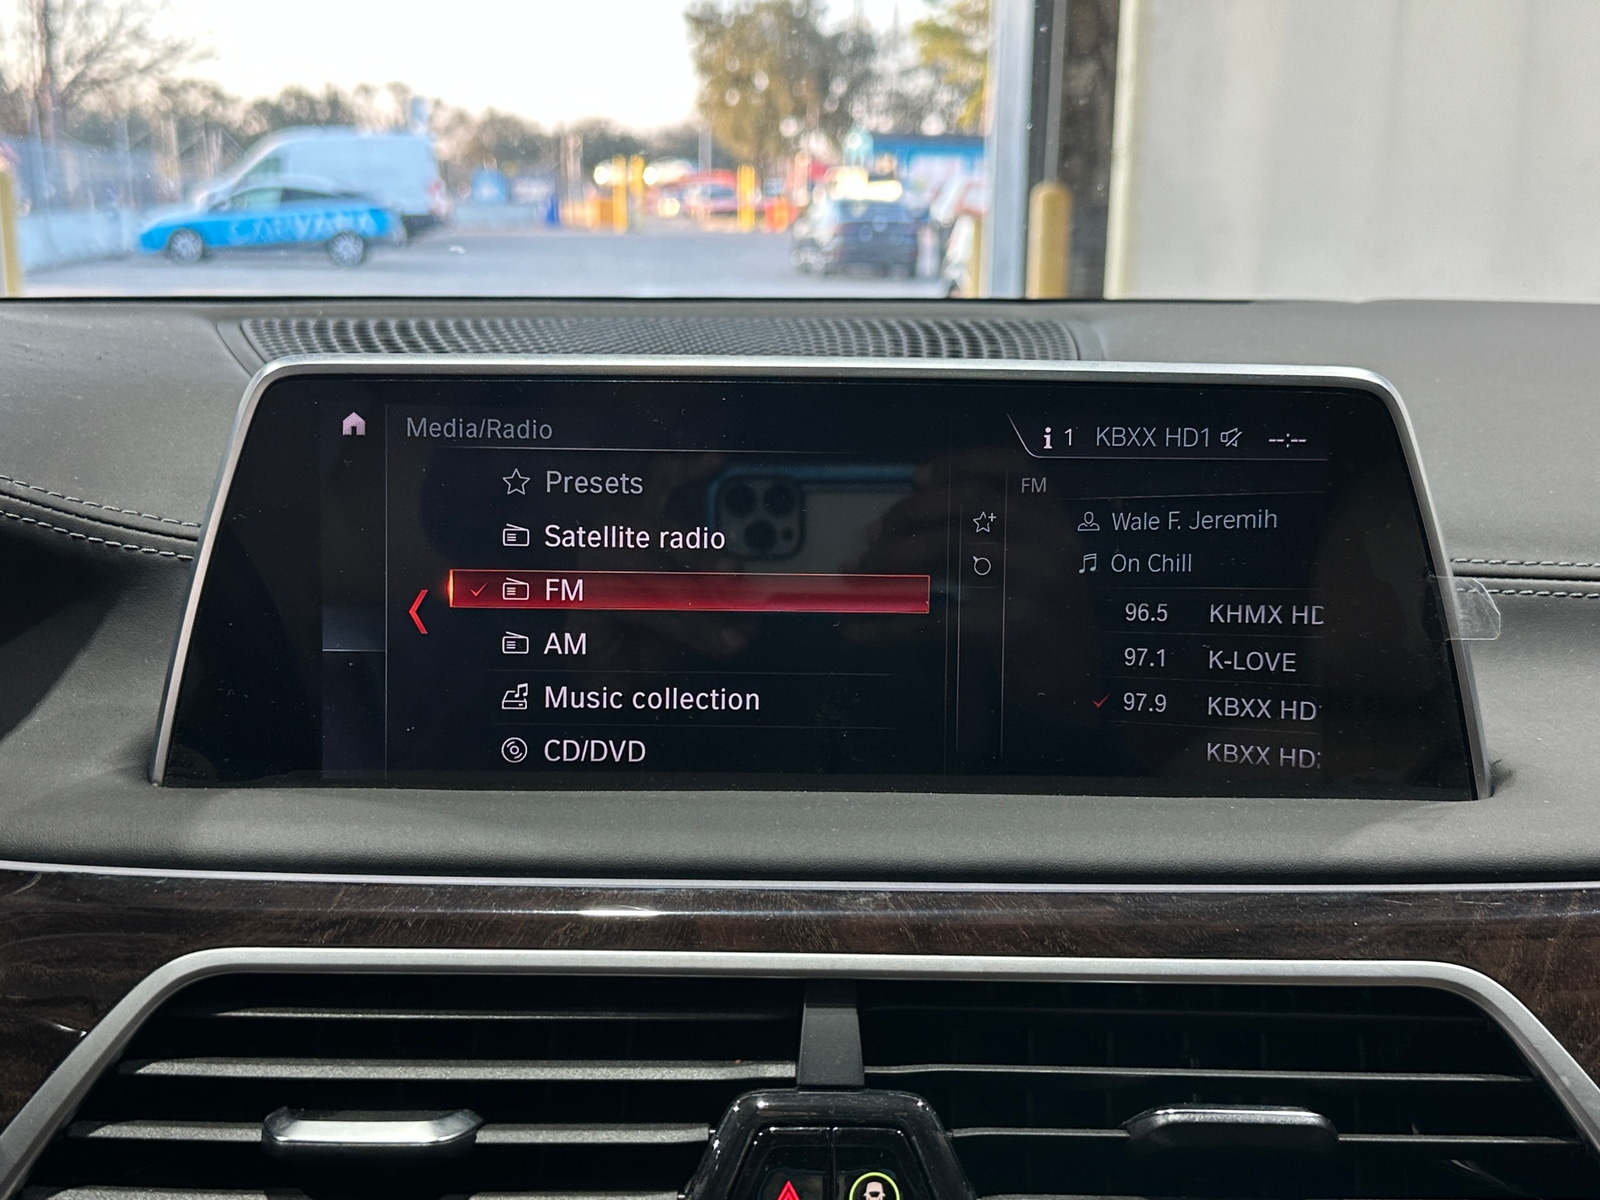 CARVANA
Media/Radio
Presets
Satellite radio
FM
AM
Music collection
CD/DVD
i 1 KBXX HD1 --:--
FM
Wale F. Jeremih
On Chill
96.5 KHMX HD
97.1 K-LOVE
97.9 KBXX HD
KBXX HD